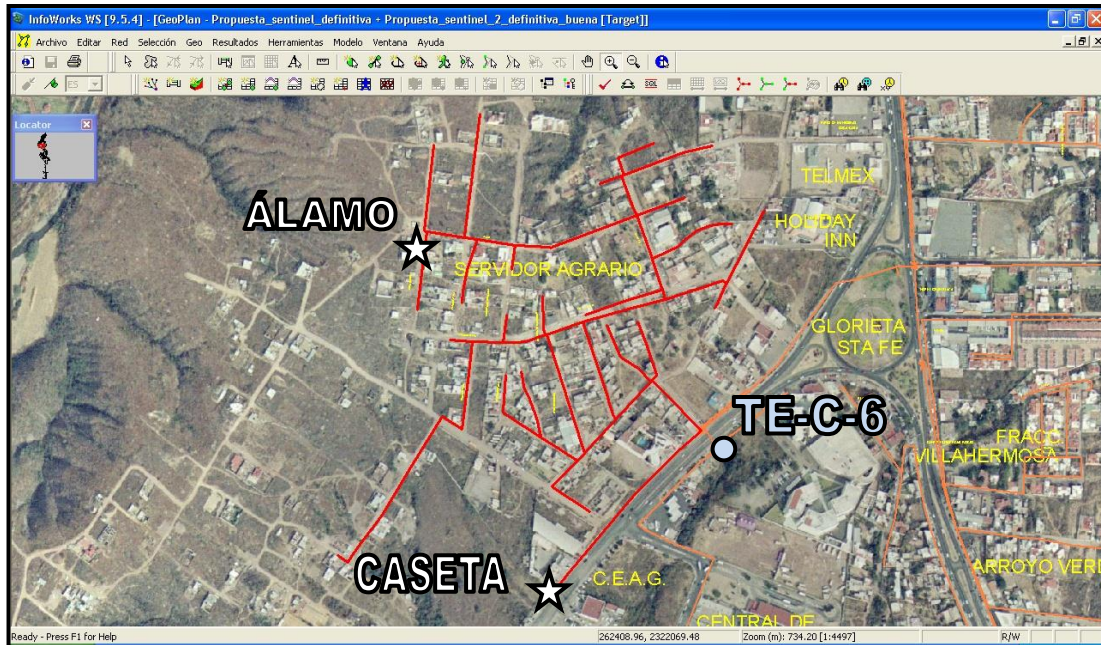 InfoWorks WS [9.5.4] - [GeoPlan - Propuesta_sentinel_definitiva + Propuesta_sentinel_2_definitiva_buena [Target]]
Archivo Editar Red Selección Geo Resultados Herramientas Modelo Ventana Ayuda
ES
SQL
Locator
TELMEX
ÁLAMO
HOLIDAY
INN
SERVIDOR AGRARIO
GLORIETA
STA FE
TE-C-6
FRACC.
VILLAHERMOSA
CASETA
C.E.A.G.
ARROYO VERD
CENTRAL DE
Ready - Press F1 for Help
262408.96, 2322069.48
Zoom (m): 734.20 [1:4497]
R/W